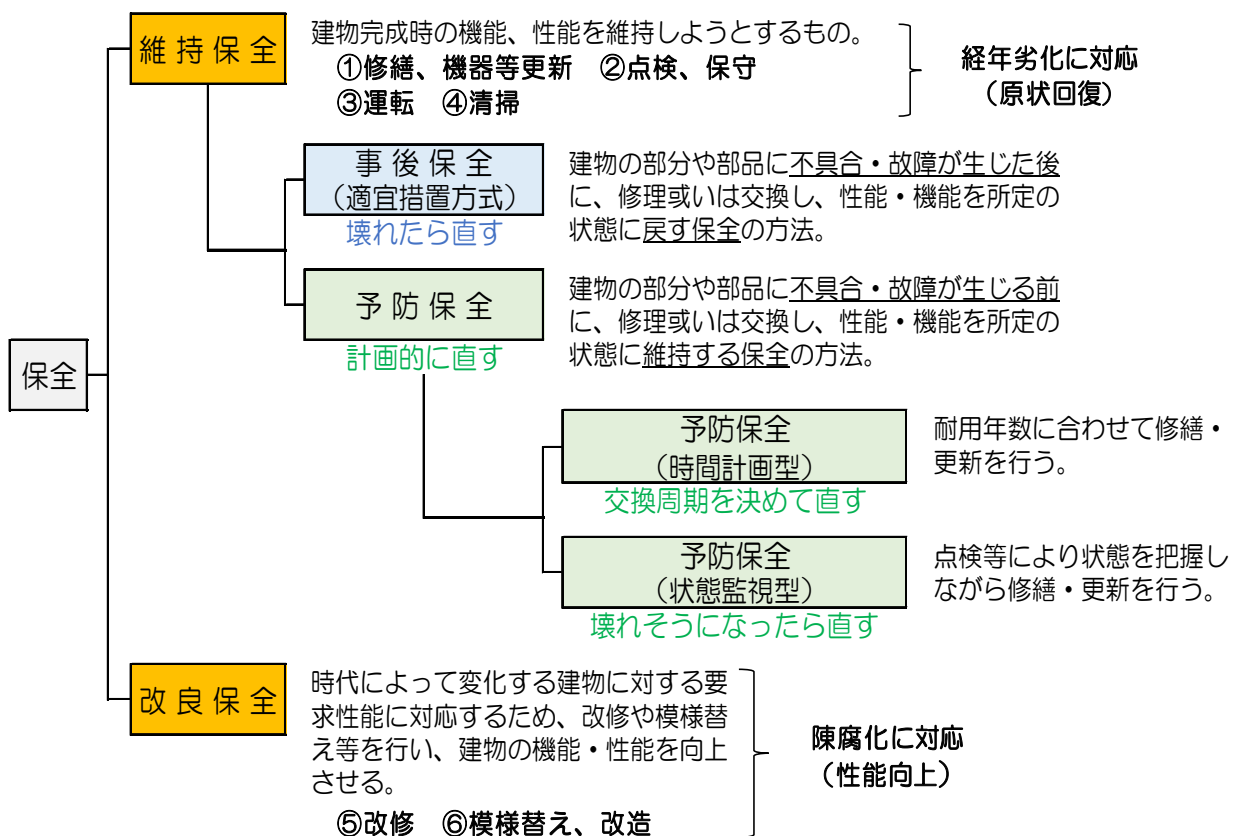 維持保全
建物完成時の機能、性能を維持しようとするもの。
①修繕、機器等更新 ②点検、保守
③運転 ④清掃
経年劣化に対応
（原状回復）
事後保全
（適宜措置方式）
壊れたら直す
建物の部分や部品に不具合・故障が生じた後
に、修理或いは交換し、性能・機能を所定の
状態に戻す保全の方法。
予防保全
計画的に直す
建物の部分や部品に不具合・故障が生じる前
に、修理或いは交換し、性能・機能を所定の
状態に維持する保全の方法。
保全
予防保全
（時間計画型）
交換周期を決めて直す
耐用年数に合わせて修繕・
更新を行う。
予防保全
（状態監視型）
壊れそうになったら直す
点検等により状態を把握し
ながら修繕・更新を行う。
改良保全
時代によって変化する建物に対する要
求性能に対応するため、改修や模様替
え等を行い、建物の機能・性能を向上
させる。
⑤改修 ⑥模様替え、改造
陳腐化に対応
（性能向上）